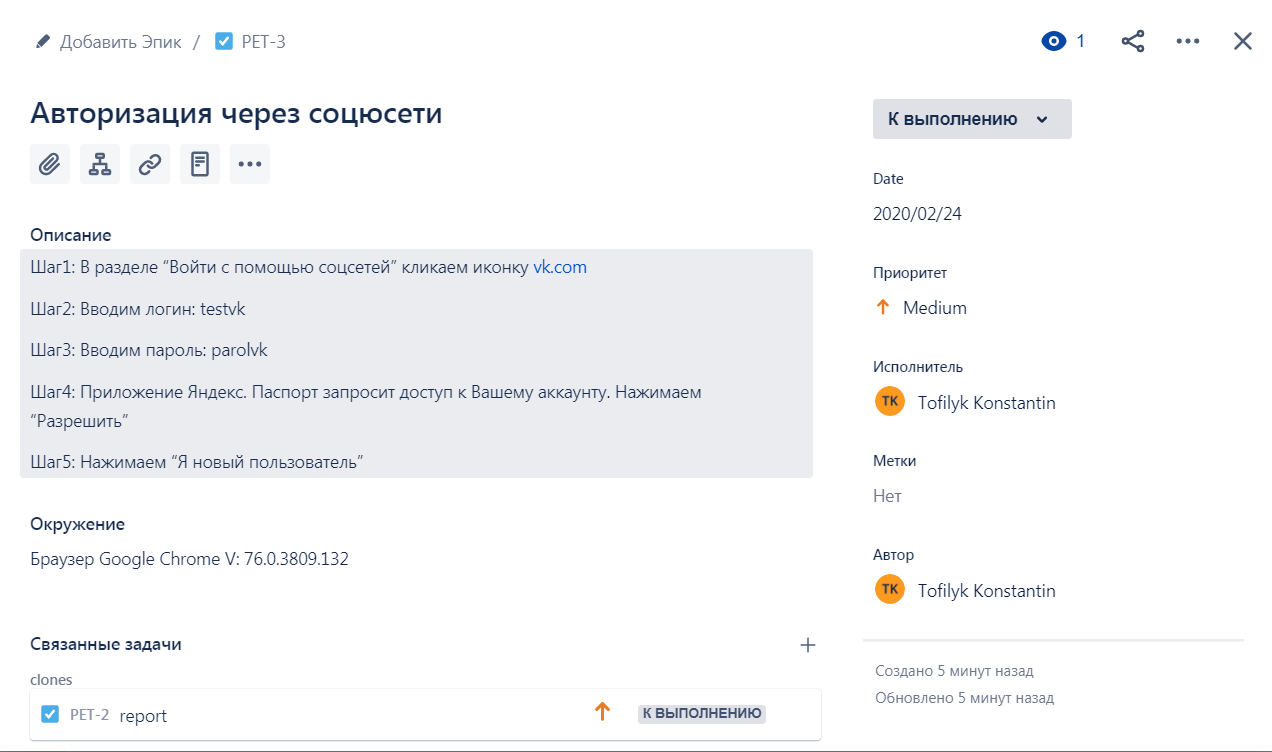 Добавить Эпик / PET-3
1
Авторизация через соцюсети
Описание
Шаг1: В разделе “Войти с помощью соцсетей” кликаем иконку vk.com
Шаг2: Вводим логин: testvk
Шаг3: Вводим пароль: parolvk
Шаг4: Приложение Яндекс. Паспорт запросит доступ к Вашему аккаунту. Нажимаем
“Разрешить”
Шаг5: Нажимаем “Я новый пользователь”
Окружение
Браузер Google Chrome V: 76.0.3809.132
Связанные задачи
clones
PET-2 report К ВЫПОЛНЕНИЮ
К выполнению
Date
2020/02/24
Приоритет
Medium
Исполнитель
TK Tofilyk Konstantin
Метки
Нет
Автор
TK Tofilyk Konstantin
Создано 5 минут назад
Обновлено 5 минут назад